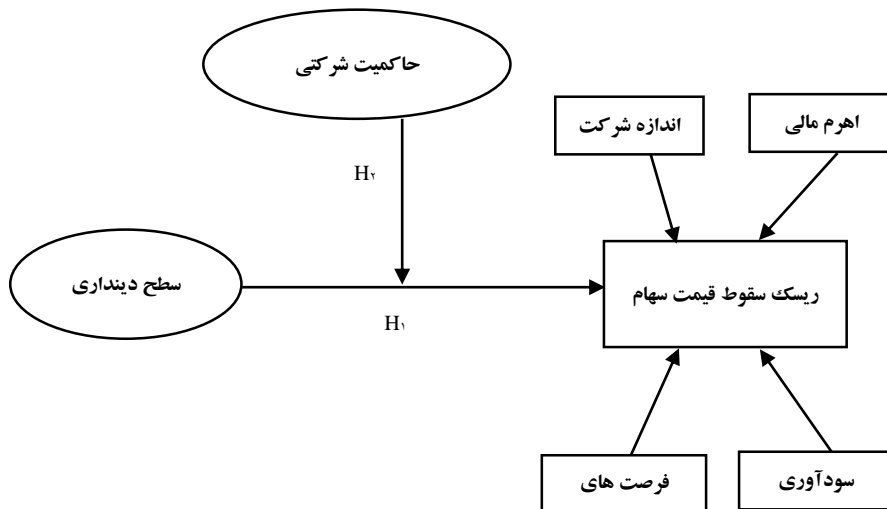 حاکمیت شرکتی
اندازه شرکت
اهرم مالی
H۲
سطح دینداری
ریسک سقوط قیمت سهام
H۱
فرصت های
سودآوری